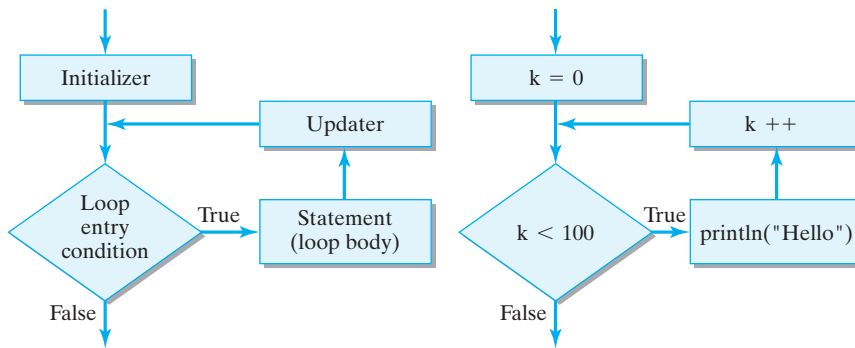 Initializer
Updater
Loop
entry
condition
True
Statement
(loop body)
False
k = 0
k ++
k < 100
True
println("Hello")
False